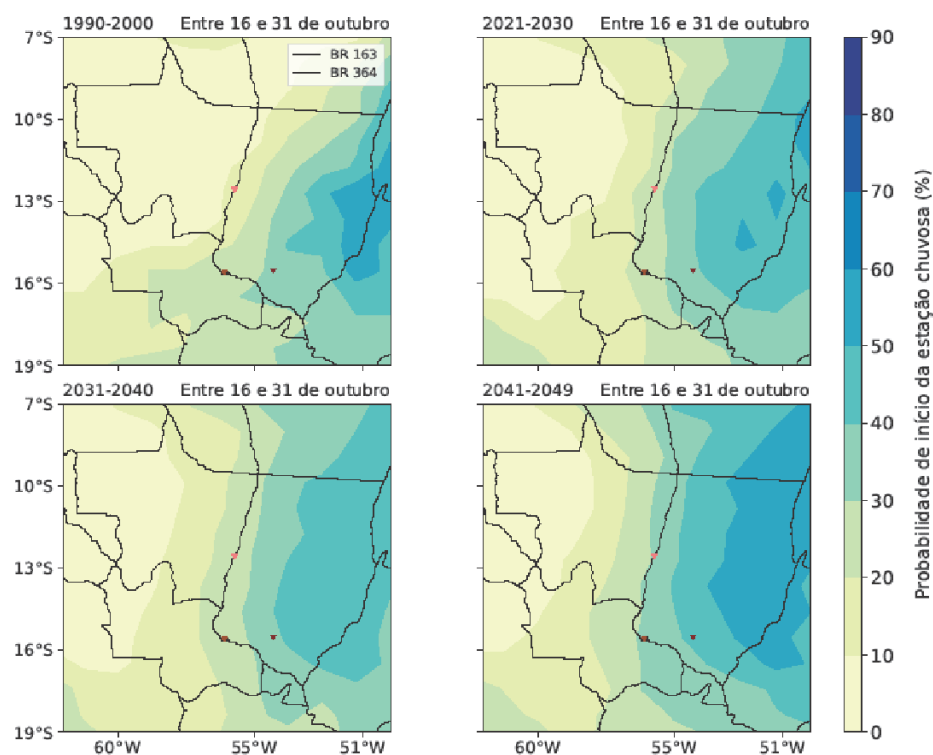 1990-2000 Entre 16 e 31 de outubro
2021-2030 Entre 16 e 31 de outubro
BR 163
BR 364
7°S
10°S
13°S
16°S
19°S
7°S
10°S
13°S
16°S
19°S
2031-2040 Entre 16 e 31 de outubro
2041-2049 Entre 16 e 31 de outubro
60°W 55°W 51°W
60°W 55°W 51°W
90
80
70
60
50
40
30
20
10
0
Probabilidade de início da estação chuvosa (%)